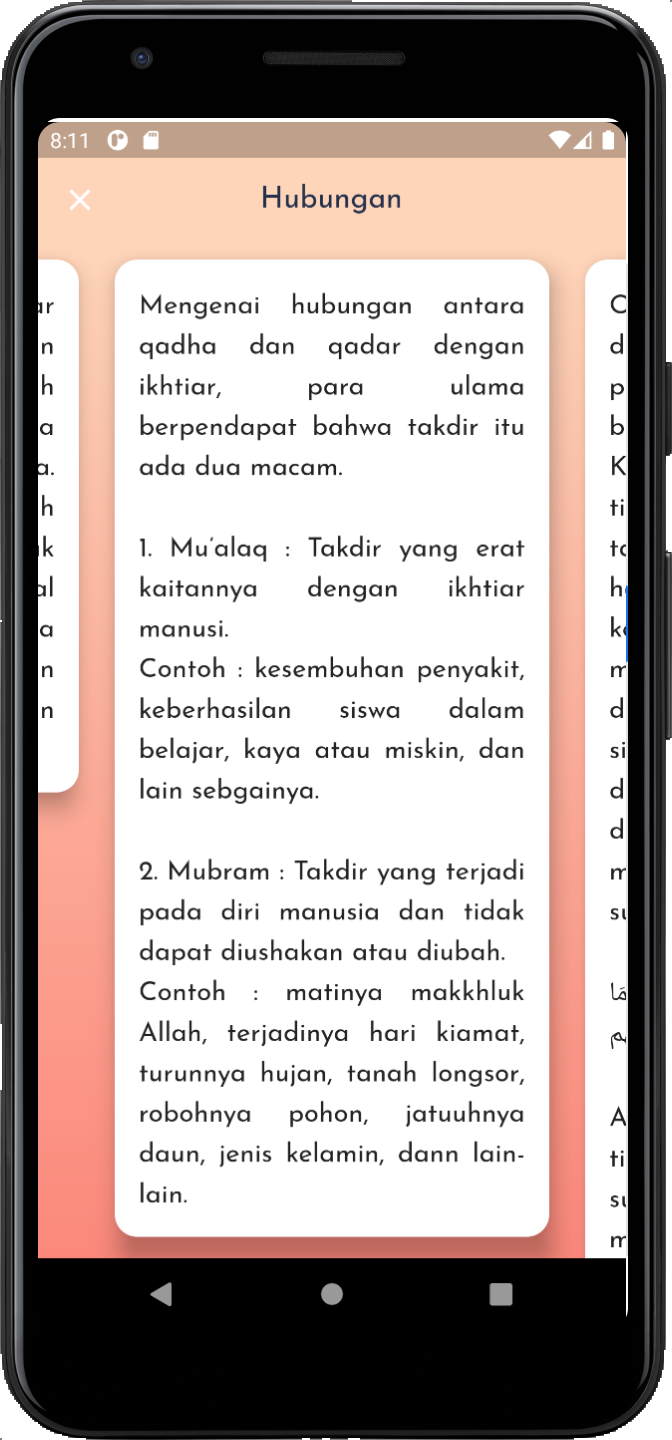 8:11
Hubungan
Mengenai hubungan antara
qadha dan qadar dengan
ikhtiar, para ulama
berpendapat bahwa takdir itu
ada dua macam.
1. Mu'alaq : Takdir yang erat
kaitannya dengan ikhtiar
manusi.
Contoh : kesembuhan penyakit,
keberhasilan siswa dalam
belajar, kaya atau miskin, dan
lain sebgainya.
2. Mubram : Takdir yang terjadi
pada diri manusia dan tidak
dapat diushakan atau diubah.
Contoh : matinya makkhluk
Allah, terjadinya hari kiamat,
turunnya hujan, tanah longsor,
robohnya pohon, jatuuhnya
daun, jenis kelamin, dann lain-
lain.